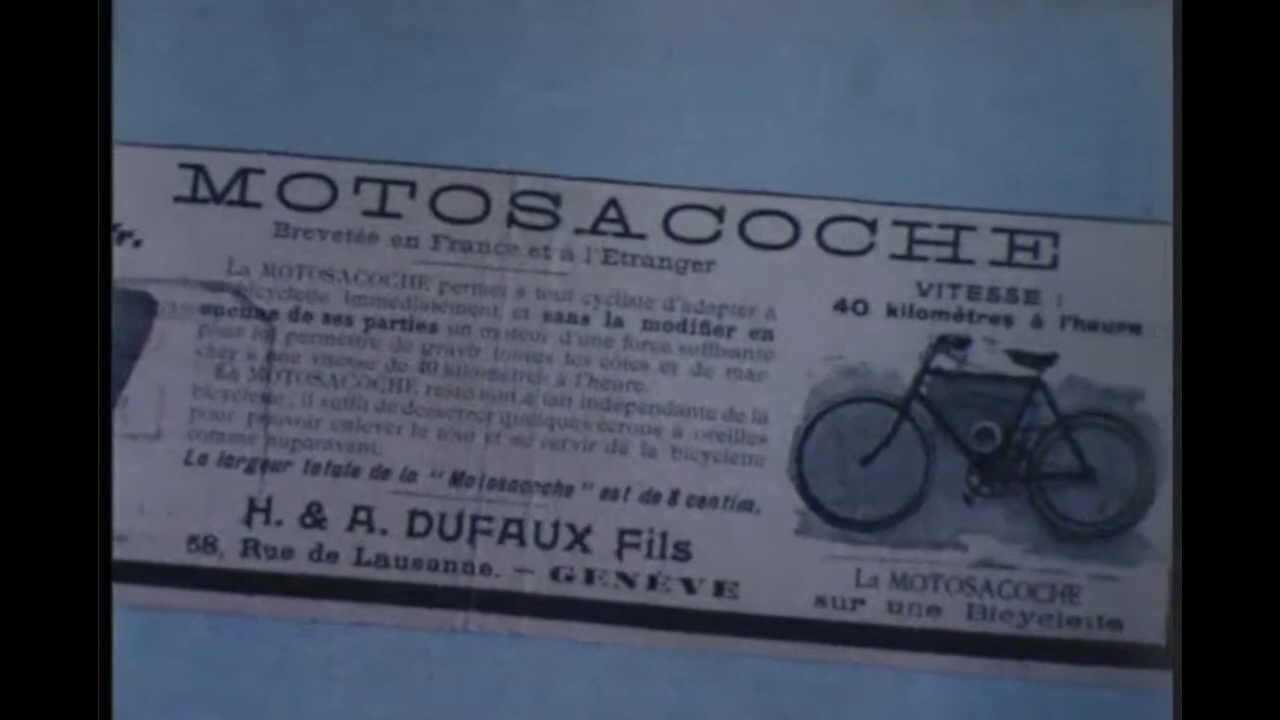 MOTOSACOCHE
fr.
Brevetée en France et à l'Etranger
La MOTOSACOCHE permet à tout cycliste d'adapter à
bicyclette immédiatement et sans la modifier en
aucune de ses parties un moteur d'une force suffisante
pour lui permettre de gravir toutes les côtes et de mar-
cher à une vitesse de 40 kilomètres à l'heure.
La MOTOSACOCHE reste tout à fait indépendante de la
bicyclette, il suffit de desserrer quelques écrous à oreilles
pour pouvoir enlever le tout et se servir de la bicyclette
comme auparavant.
La largeur totale de la "Motosacoche" est de 8 centim.
H. & A. DUFAUX Fils
58, Rue de Lausanne. — GENÈVE
VITESSE :
40 kilomètres à l'heure
La MOTOSACOCHE
sur une Bicyclette